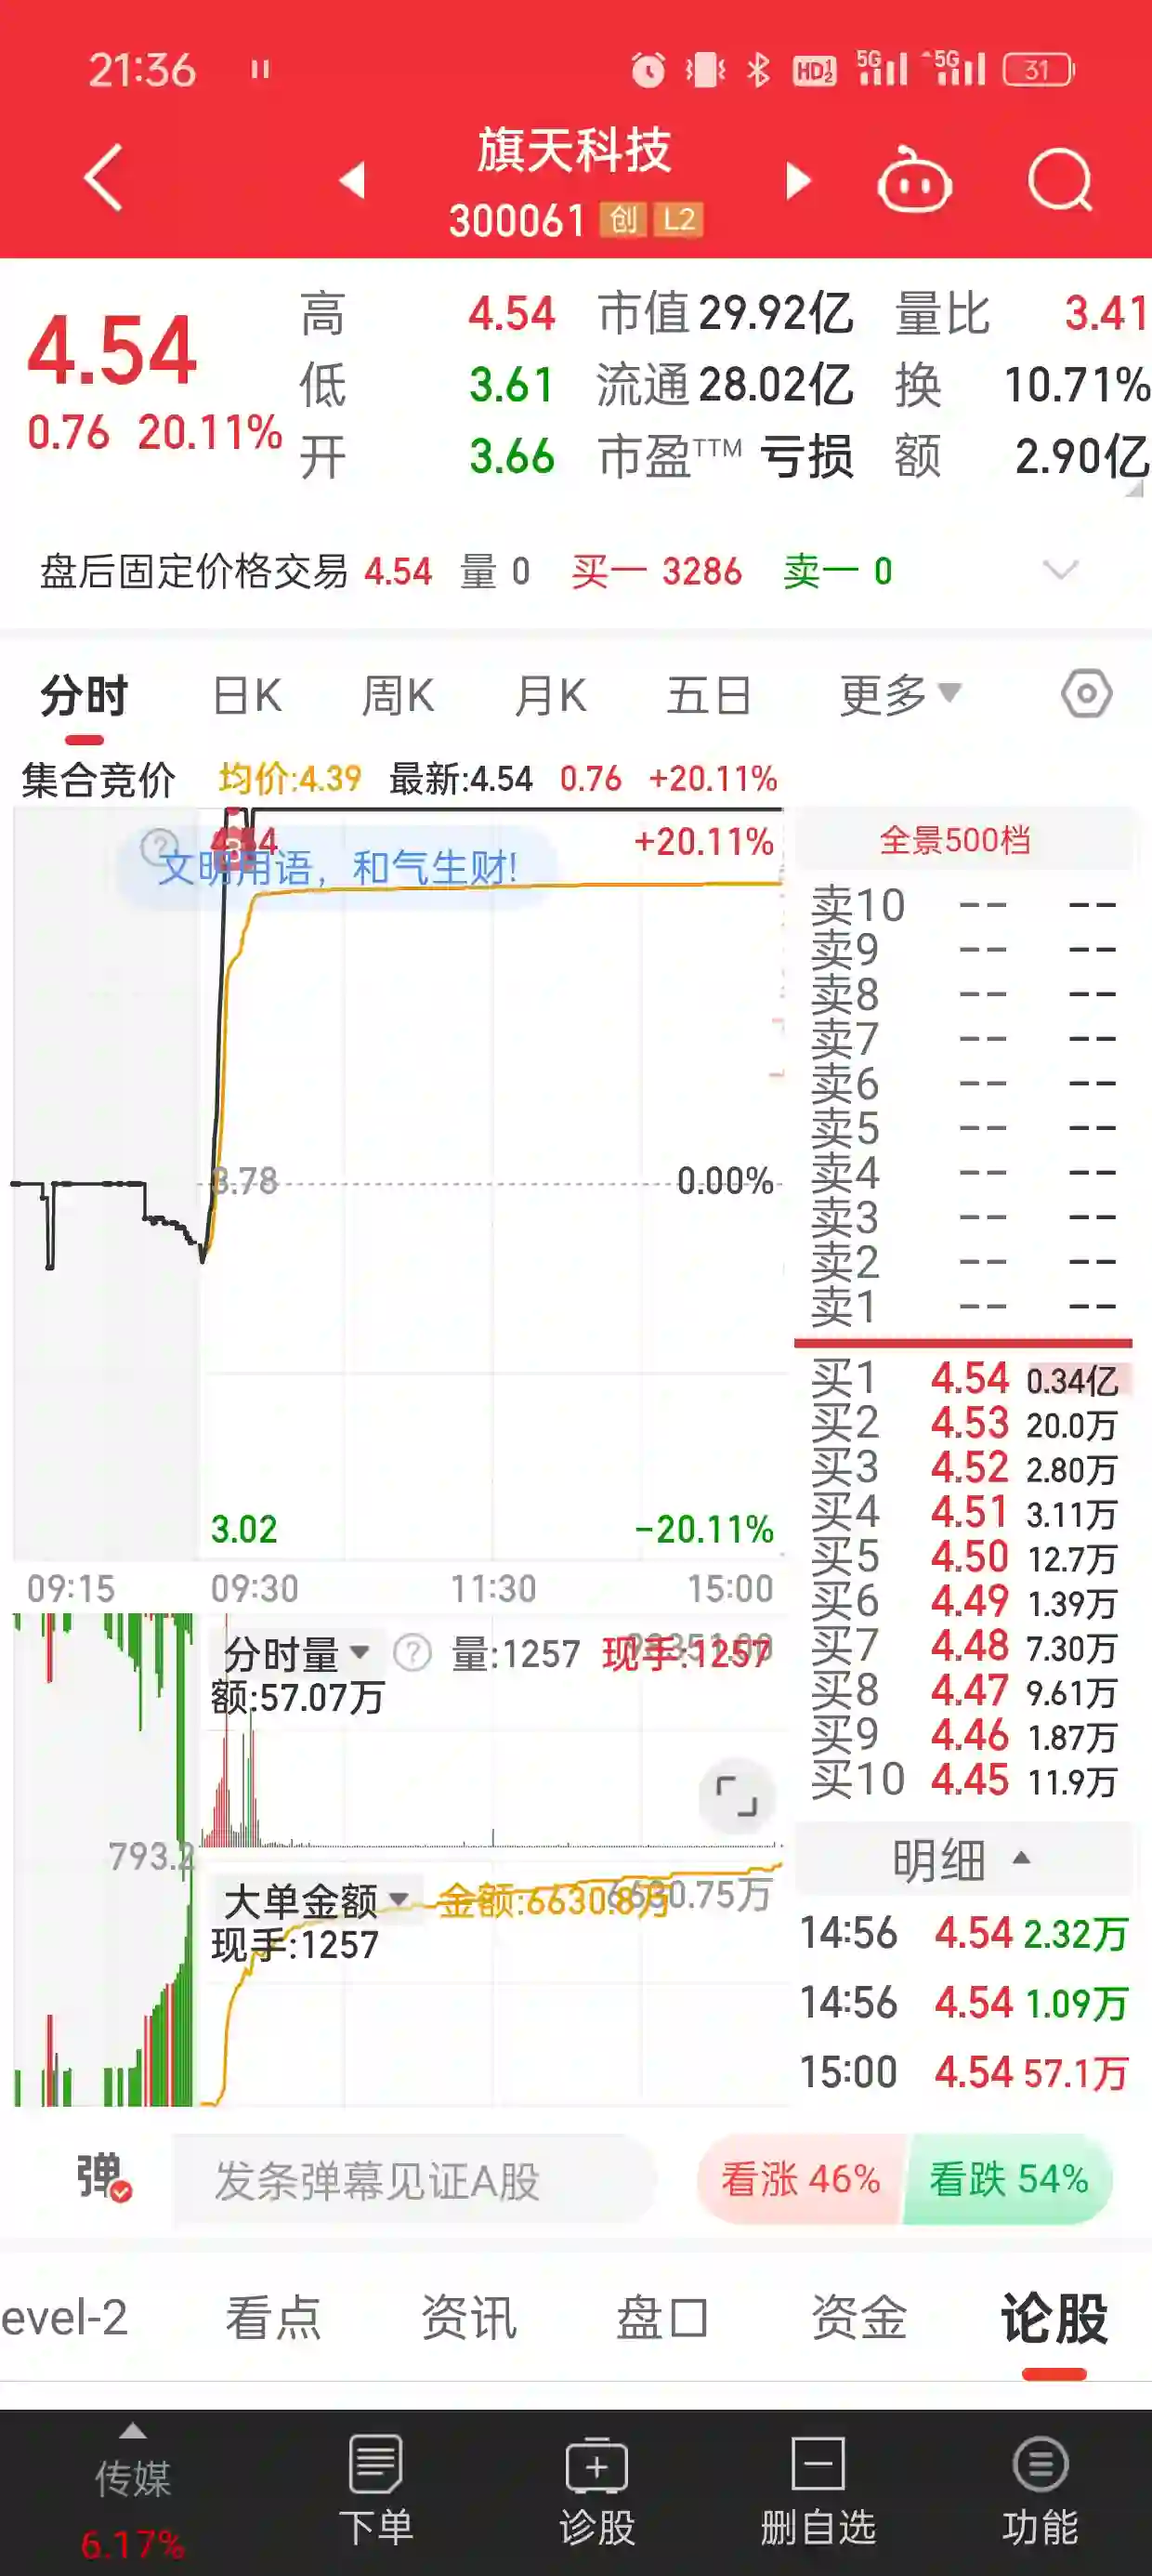 21:36 HD 1 2 5G 5G 31
旗天科技
300061 创 L2
4.54
0.76 20.11%
高 4.54 市值 29.92亿 量比 3.41
低 3.61 流通 28.02亿 换 10.71%
开 3.66 市盈TTM 亏损 额 2.90亿
盘后固定价格交易 4.54 量 0 买一 3286 卖一 0
分时 日K 周K 月K 五日 更多
集合竞价 均价:4.39 最新:4.54 0.76 +20.11%
+20.11%
文明用语，和气生财!
3.78 0.00%
3.02 -20.11%
09:15 09:30 11:30 15:00
分时量 ? 量:1257 现手:1257
额:57.07万
793.2
大单金额 金额:6630.8万 6630.75万
现手:1257
全景500档
卖10 -- --
卖9 -- --
卖8 -- --
卖7 -- --
卖6 -- --
卖5 -- --
卖4 -- --
卖3 -- --
卖2 -- --
卖1 -- --
买1 4.54 0.34亿
买2 4.53 20.0万
买3 4.52 2.80万
买4 4.51 3.11万
买5 4.50 12.7万
买6 4.49 1.39万
买7 4.48 7.30万
买8 4.47 9.61万
买9 4.46 1.87万
买10 4.45 11.9万
明细
14:56 4.54 2.32万
14:56 4.54 1.09万
15:00 4.54 57.1万
弹 发条弹幕见证A股 看涨 46% 看跌 54%
evel-2 看点 资讯 盘口 资金 论股
传媒 下单 诊股 删自选 功能
6.17%